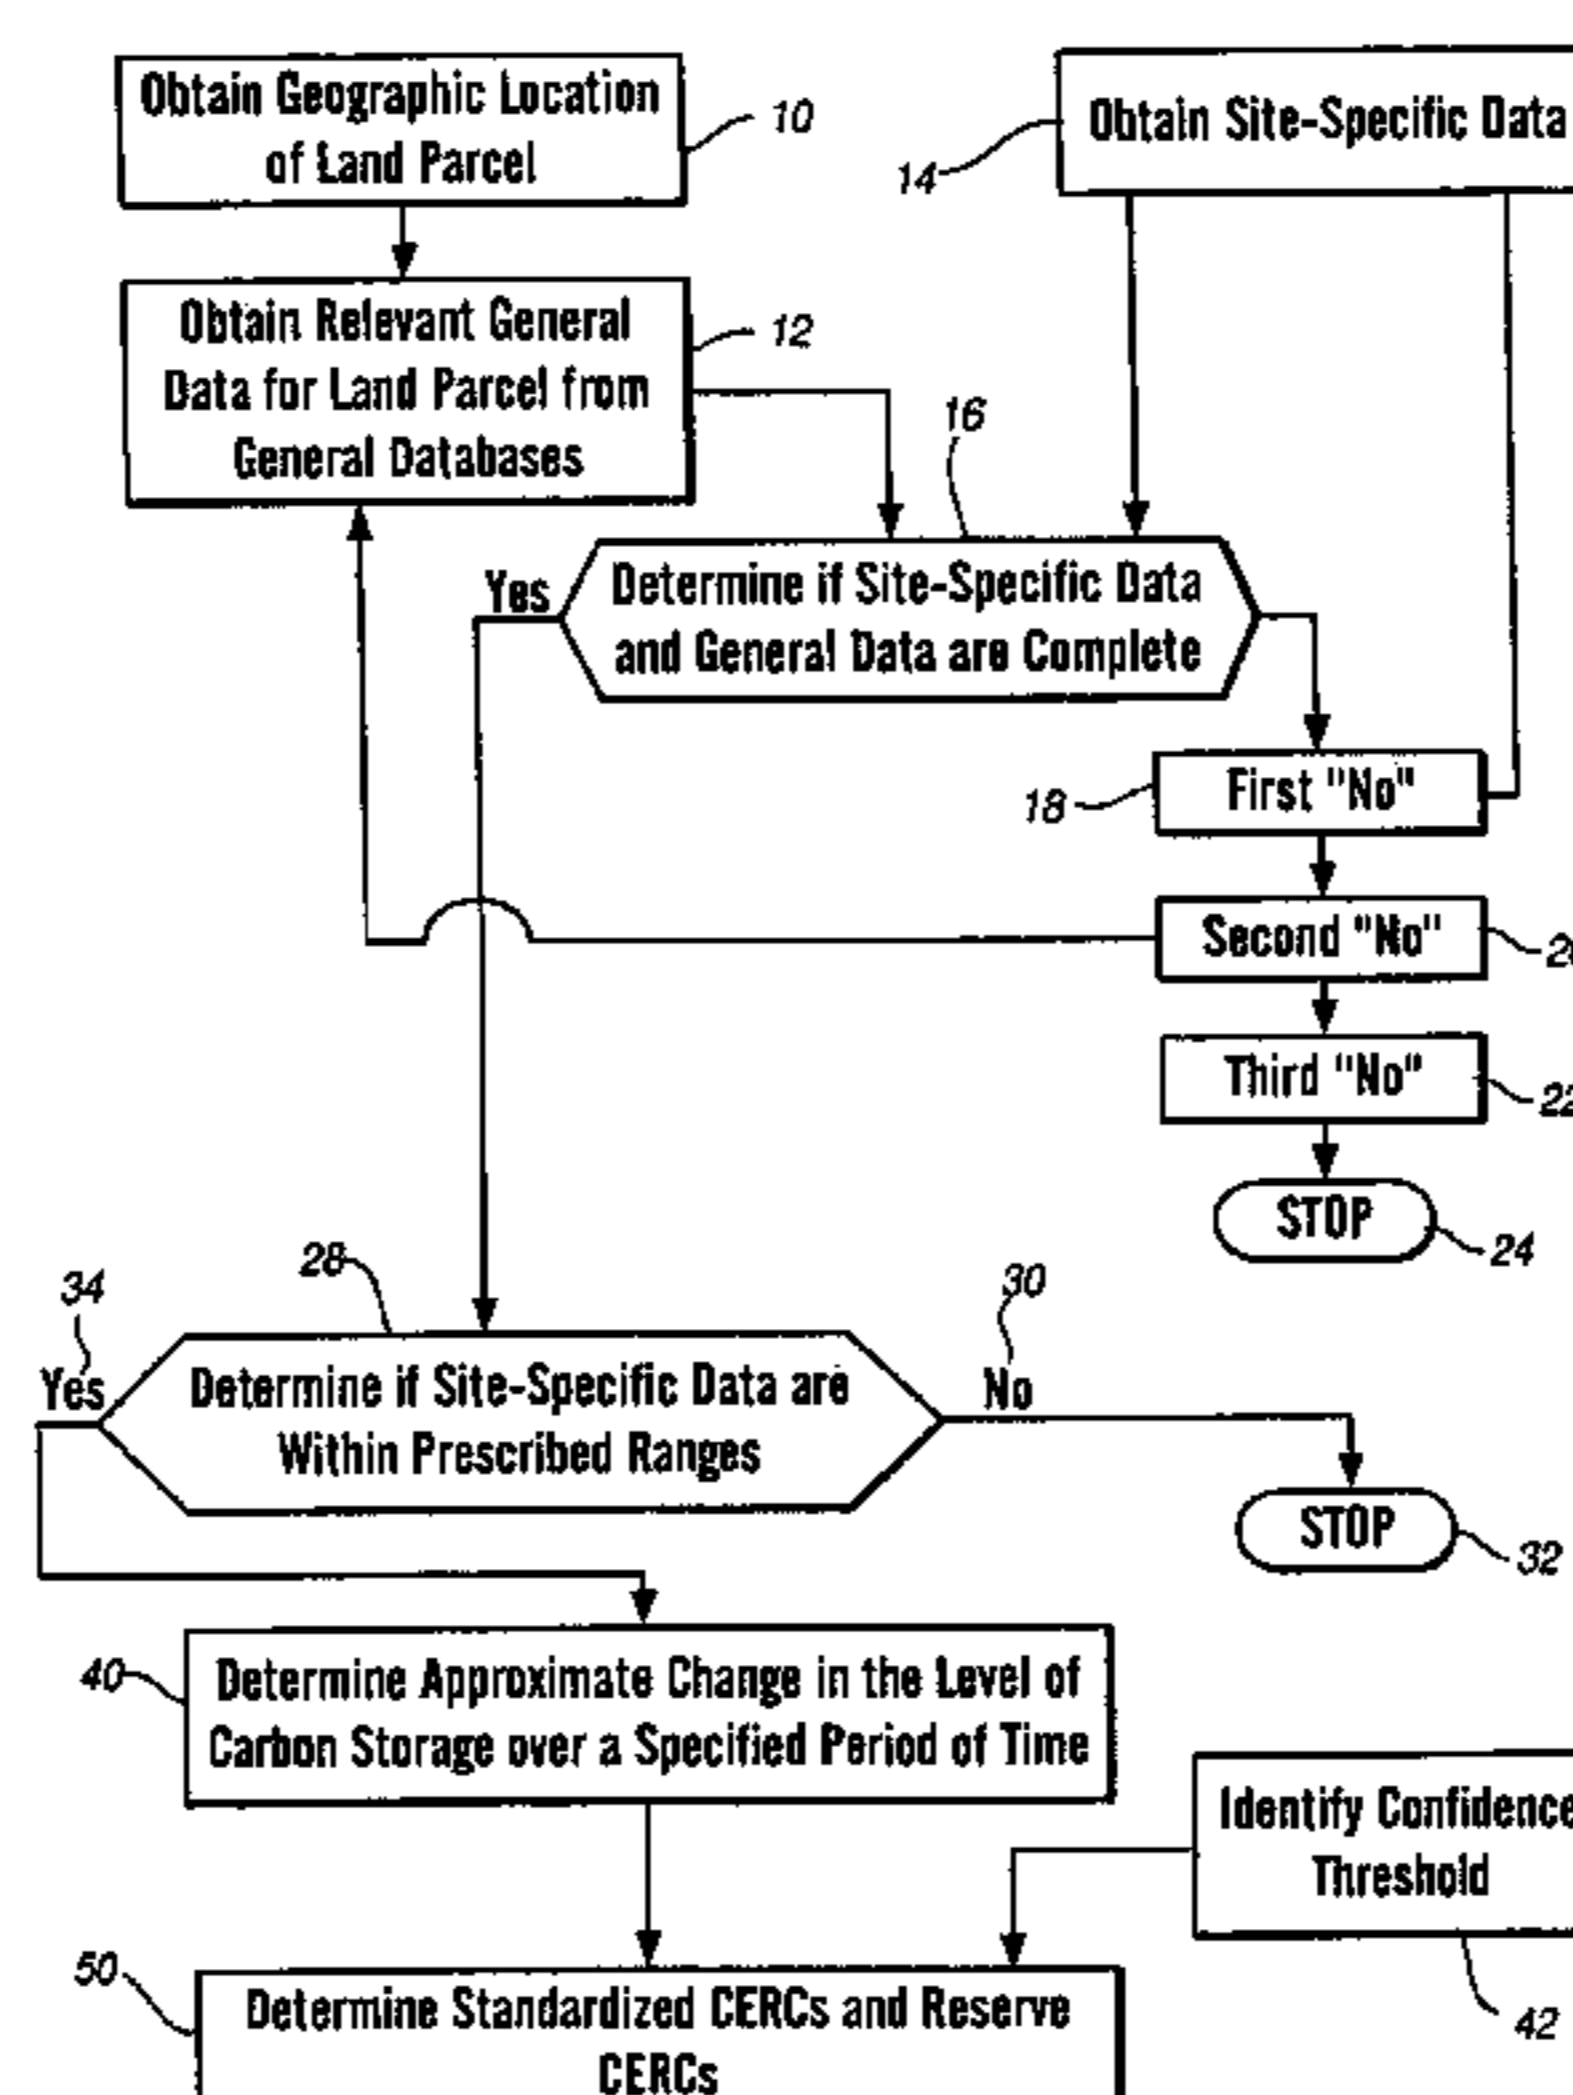 Obtain Geographic Location
of Land Parcel
10
Obtain Site-Specific Data
14
Obtain Relevant General
Data for Land Parcel from
General Databases
12
16
Yes
Determine if Site-Specific Data
and General Data are Complete
First "No"
18
Second "No"
Third "No"
22
STOP
24
28
34
30
Yes
Determine if Site-Specific Data are
Within Prescribed Ranges
No
STOP
32
40
Determine Approximate Change in the Level of
Carbon Storage over a Specified Period of Time
Identify Confidence
Threshold
42
50
Determine Standardized CERCs and Reserve
CERCs